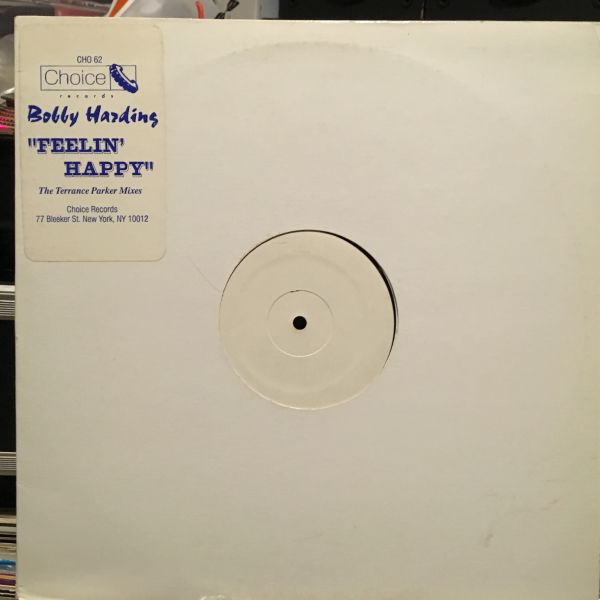 CHO 62
Choice
records
Bobby Harding
"FEELIN'
HAPPY"
The Terrance Parker Mixes
Choice Records
77 Bleeker St. New York, NY 10012